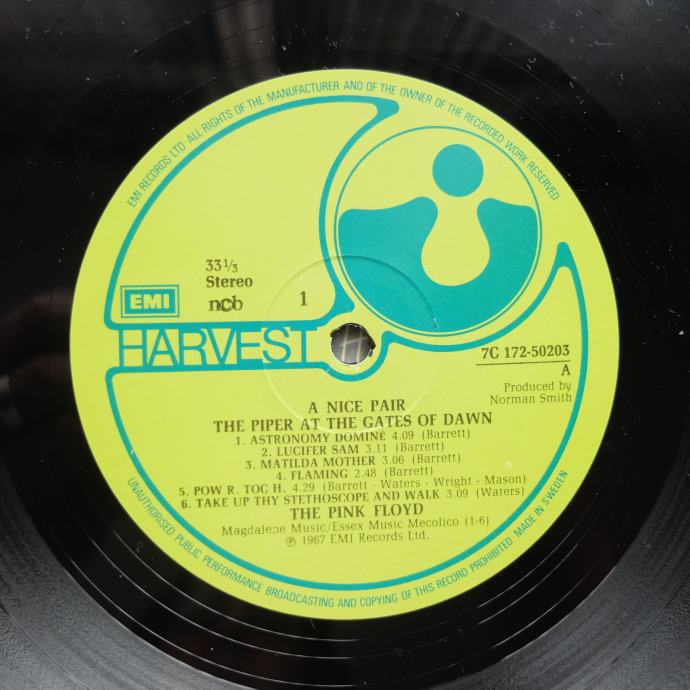 EMI RECORDS LTD ALL RIGHTS OF THE MANUFACTURER AND OF THE OWNER OF THE RECORDED WORK RESERVED
33 1/3
Stereo
EMI
ncb
1
HARVEST
7C 172-50203
A
Produced by
Norman Smith
A NICE PAIR
THE PIPER AT THE GATES OF DAWN
1. ASTRONOMY DOMINÉ 4.09 (Barrett)
2. LUCIFER SAM 3.11 (Barrett)
3. MATILDA MOTHER 3.06 (Barrett)
4. FLAMING 2.48 (Barrett)
5. POW R. TOC H. 4.29 (Barrett - Waters - Wright - Mason)
6. TAKE UP THY STETHOSCOPE AND WALK 3.09 (Waters)
THE PINK FLOYD
Magdalene Music/Essex Music Mecolico (1-6)
℗ 1967 EMI Records Ltd.
UNAUTHORISED PUBLIC PERFORMANCE BROADCASTING AND COPYING OF THIS RECORD PROHIBITED MADE IN SWEDEN